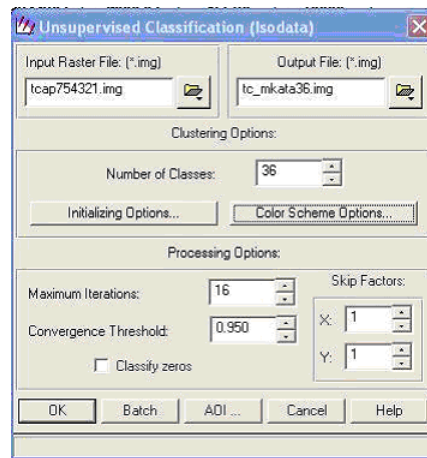 Unsupervised Classification (Isodata)
Input Raster File: (*.img)
Output File: (*.img)
tcap754321.img
tc_mkata36.img
Clustering Options:
Number of Classes:
36
Initializing Options...
Color Scheme Options...
Processing Options:
Maximum Iterations:
16
Skip Factors:
Convergence Threshold:
0.950
X:
1
Classify zeros
Y:
1
OK
Batch
AOI ...
Cancel
Help